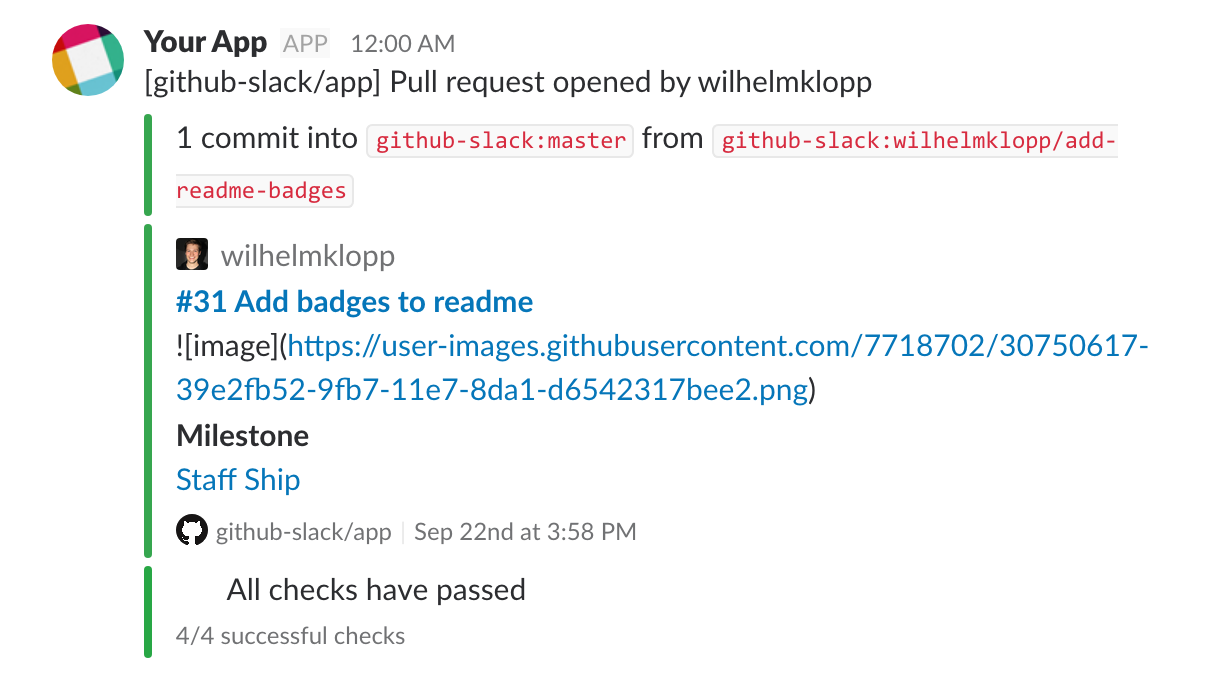 Your App APP 12:00 AM
[github-slack/app] Pull request opened by wilhelmklopp
1 commit into github-slack:master from github-slack:wilhelmklopp/add-
readme-badges
wilhelmklopp
#31 Add badges to readme
![image](https://user-images.githubusercontent.com/7718702/30750617-
39e2fb52-9fb7-11e7-8da1-d6542317bee2.png)
Milestone
Staff Ship
github-slack/app Sep 22nd at 3:58 PM
All checks have passed
4/4 successful checks